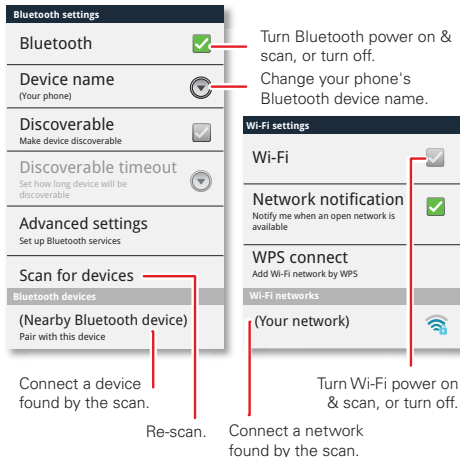 Bluetooth settings
Bluetooth
Device name
(Your phone)
Discoverable
Make device discoverable
Discoverable timeout
Set how long device will be
discoverable
Advanced settings
Set up Bluetooth services
Scan for devices
Bluetooth devices
(Nearby Bluetooth device)
Pair with this device
Turn Bluetooth power on &
scan, or turn off.
Change your phone's
Bluetooth device name.
Wi-Fi settings
Wi-Fi
Network notification
Notify me when an open network is
available
WPS connect
Add Wi-Fi network by WPS
Wi-Fi networks
(Your network)
Connect a device
found by the scan.
Re-scan.
Turn Wi-Fi power on
& scan, or turn off.
Connect a network
found by the scan.